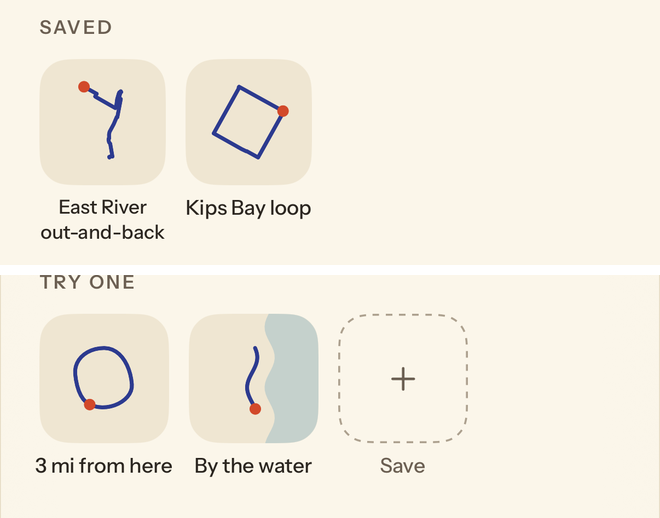 SAVED
East River
out-and-back
Kips Bay loop
TRY ONE
3 mi from here
By the water
Save